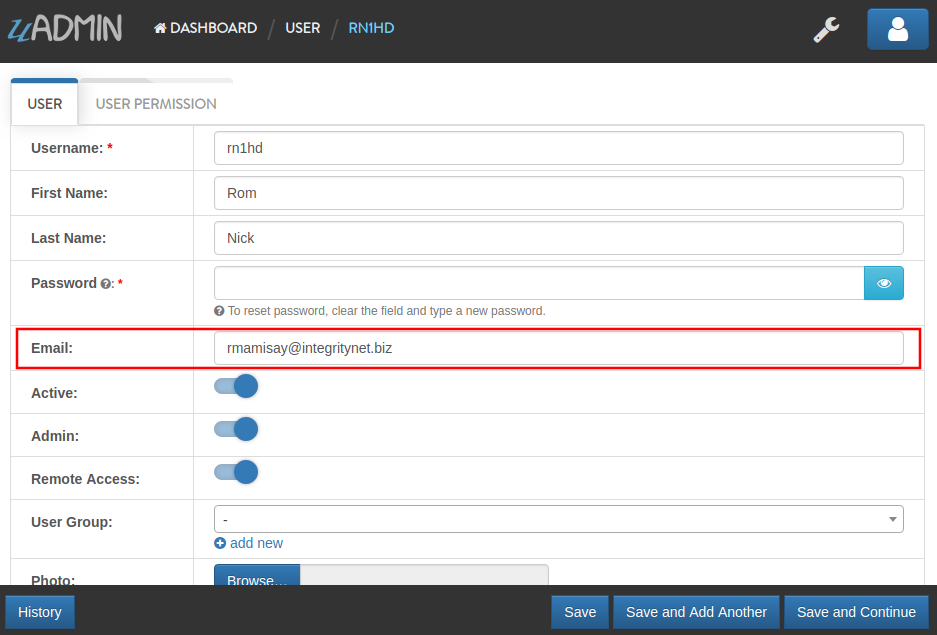 uADMIN DASHBOARD / USER / RN1HD
USER USER PERMISSION
Username: * rn1hd
First Name: Rom
Last Name: Nick
Password ?: *
? To reset password, clear the field and type a new password.
Email: rmamisay@integritynet.biz
Active:
Admin:
Remote Access:
User Group: -
add new
Photo: Browse...
History Save Save and Add Another Save and Continue